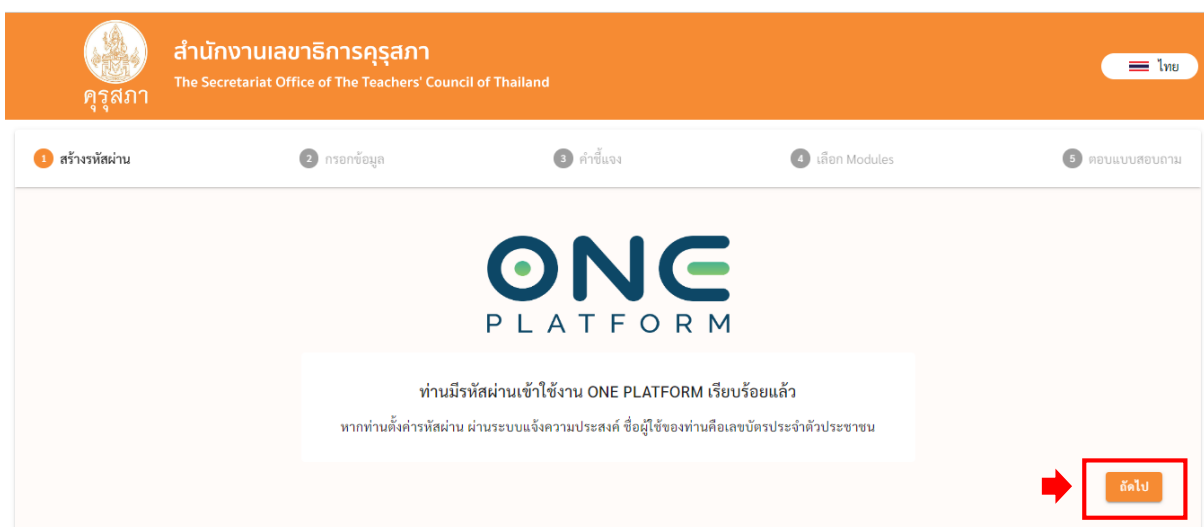 สำนักงานเลขาธิการคุรุสภา
The Secretariat Office of The Teachers' Council of Thailand
คุรุสภา
ไทย
1 สร้างรหัสผ่าน
2 กรอกข้อมูล
3 คำชี้แจง
4 เลือก Modules
5 ตอบแบบสอบถาม
ONE
PLATFORM
ท่านมีรหัสผ่านเข้าใช้งาน ONE PLATFORM เรียบร้อยแล้ว
หากท่านตั้งค่ารหัสผ่าน ผ่านระบบแจ้งความประสงค์ ชื่อผู้ใช้ของท่านคือเลขบัตรประจำตัวประชาชน
ถัดไป